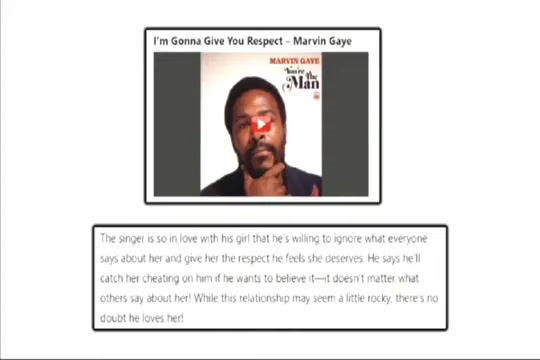 I'm Gonna Give You Respect – Marvin Gaye
MARVIN GAYE
You're The
Man
The singer is so in love with his girl that he's willing to ignore what everyone
says about her and give her the respect he feels she deserves. He says he'll
catch her cheating on him if he wants to believe it—it doesn't matter what
others say about her! While this relationship may seem a little rocky, there's no
doubt he loves her!